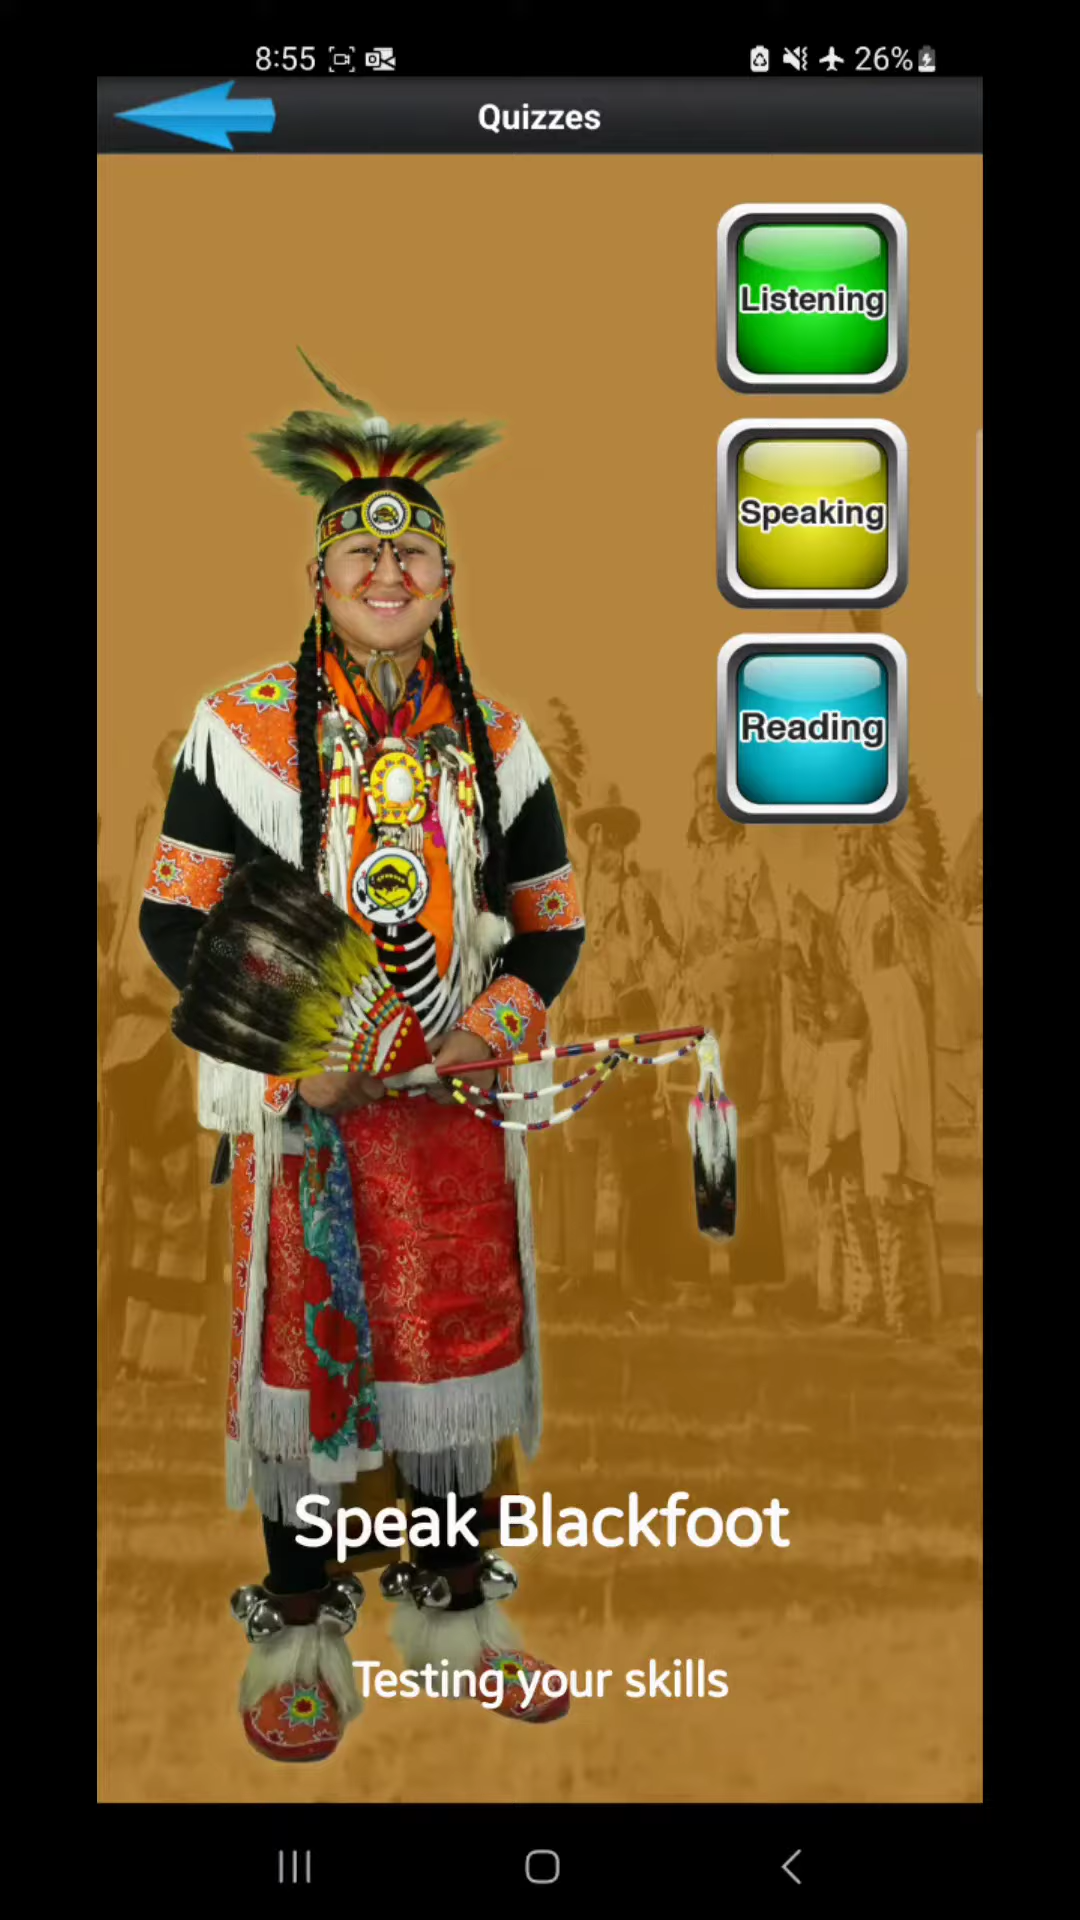 8:55
26%
Quizzes
Listening
Speaking
Reading
Speak Blackfoot
Testing your skills